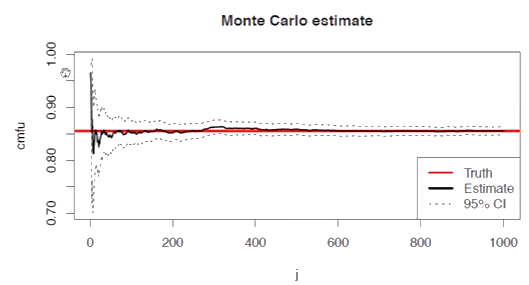 Monte Carlo estimate
1.00
0.90
0.80
0.70
cmfu
0 200 400 600 800 1000
j
Truth
Estimate
95% CI